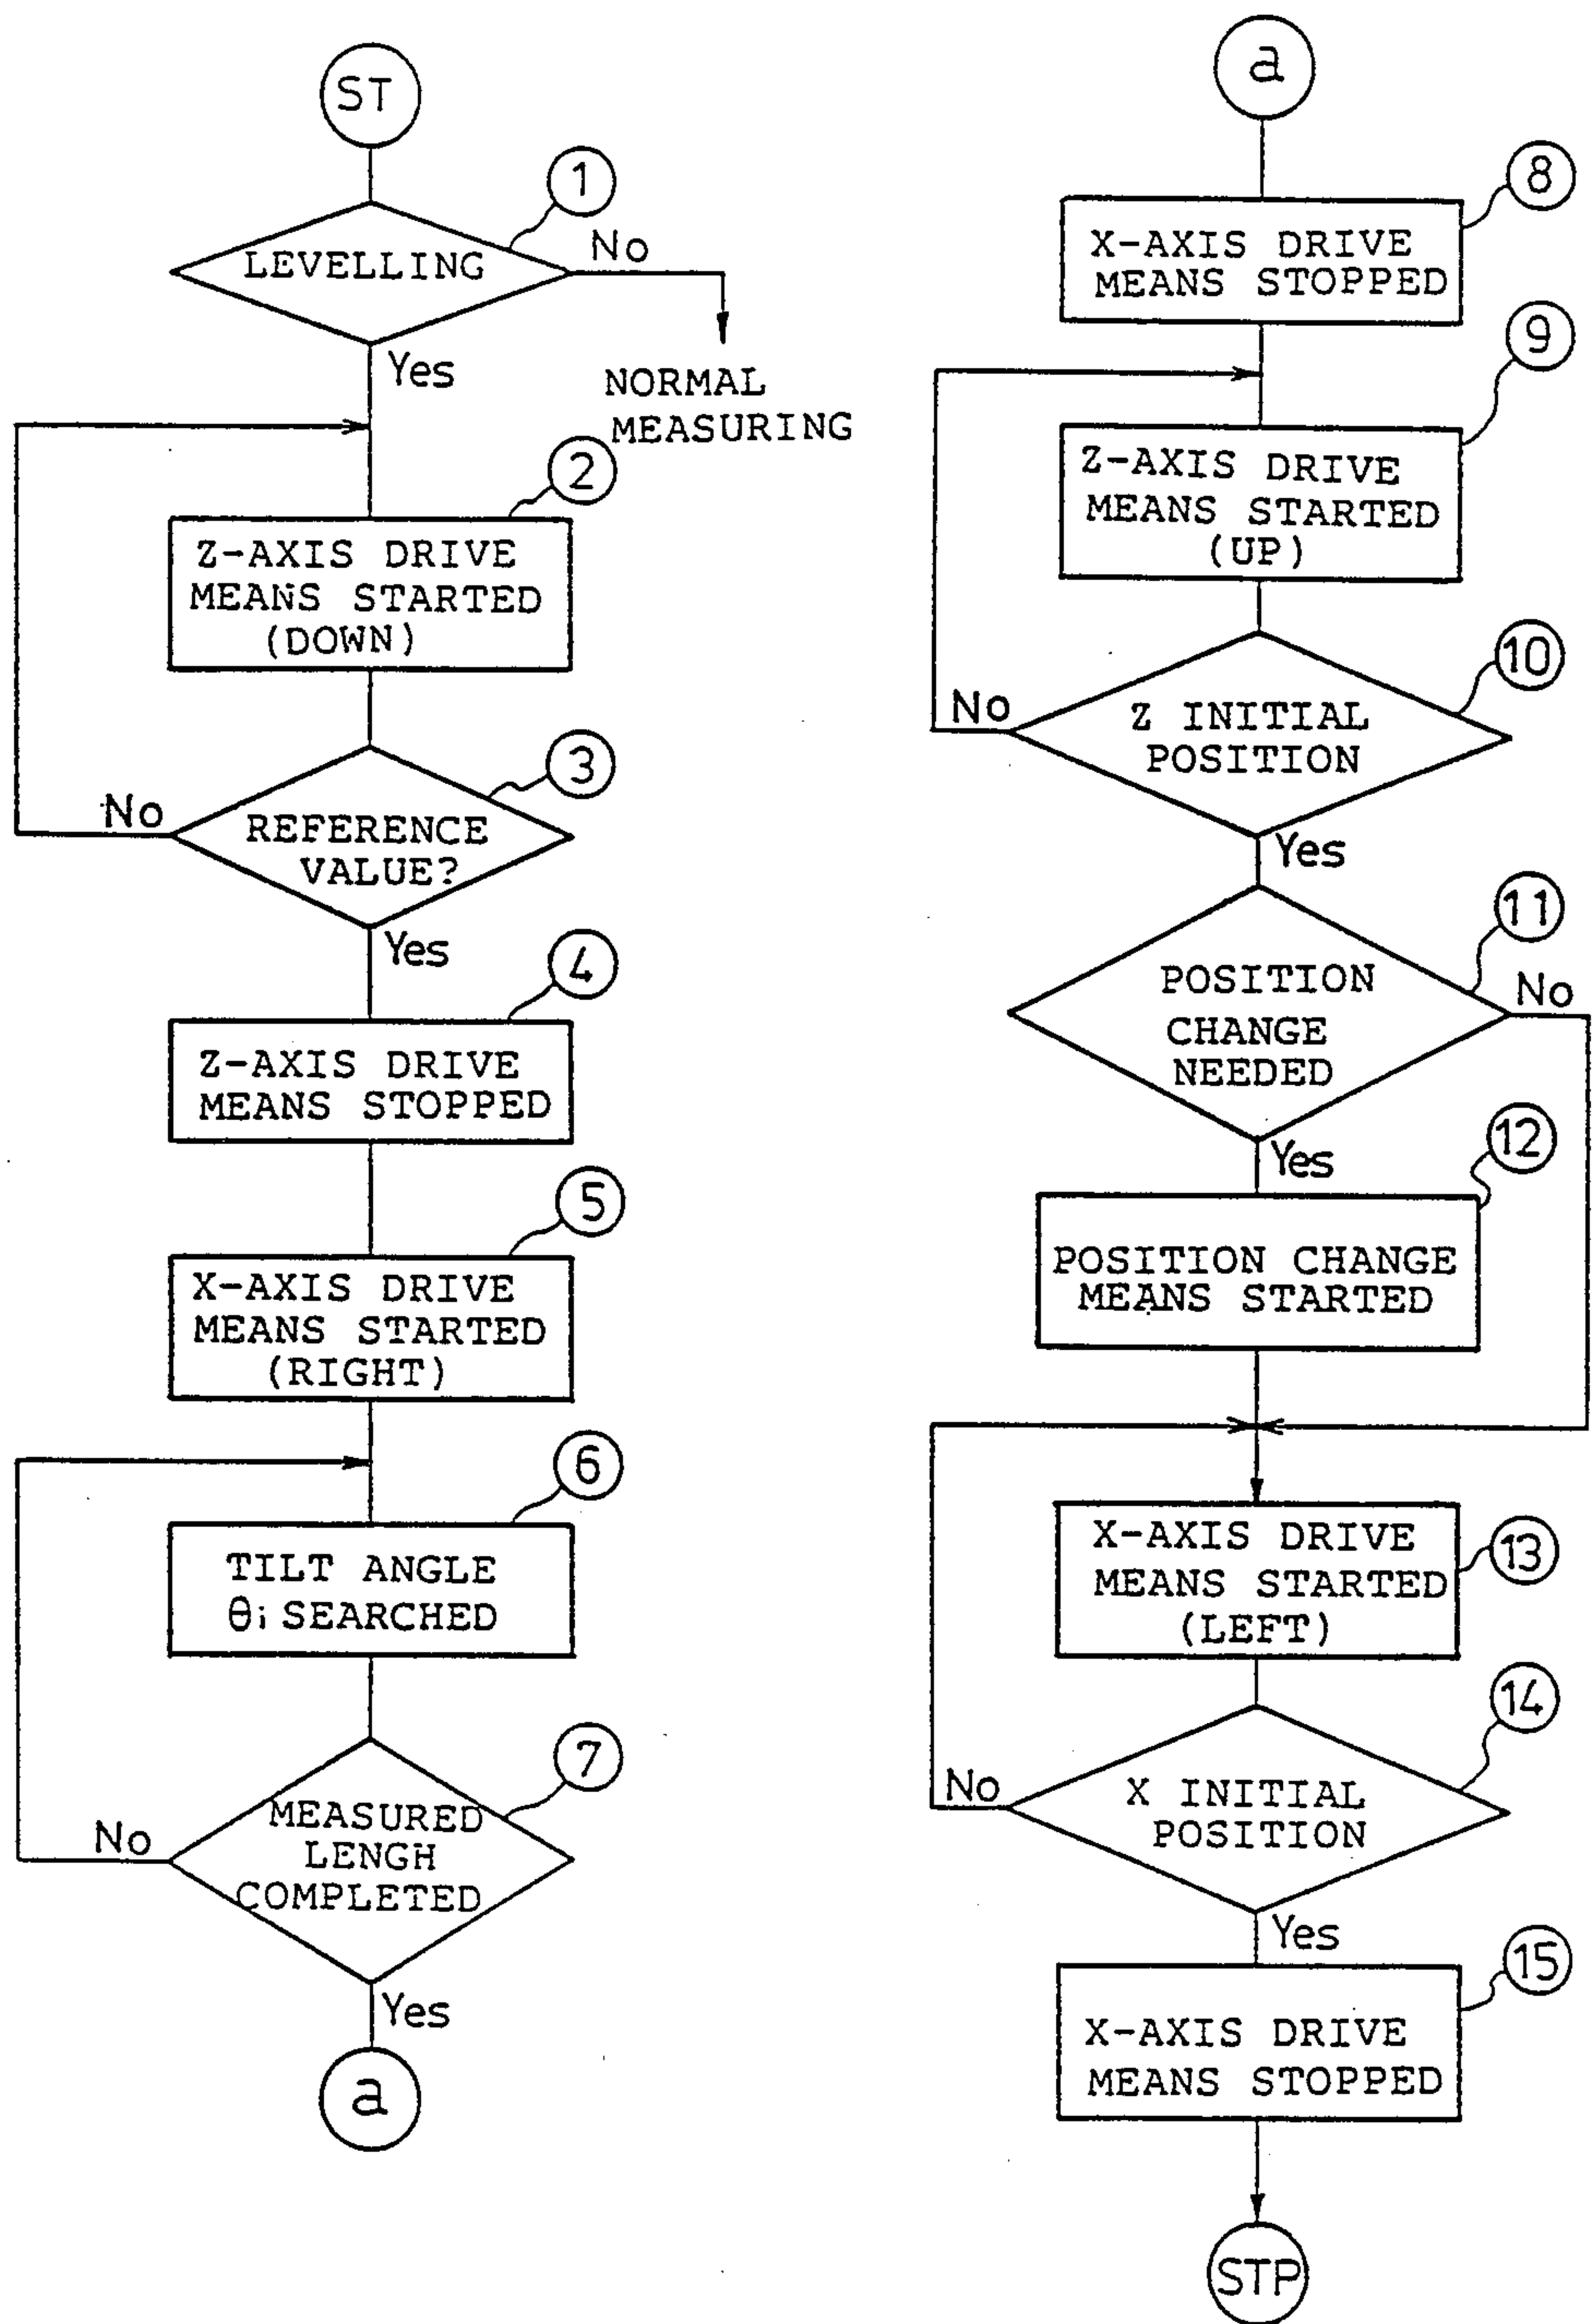 ST
1
LEVELLING
No
Yes
NORMAL
MEASURING
2
Z-AXIS DRIVE
MEANS STARTED
(DOWN)
3
No
REFERENCE
VALUE?
Yes
4
Z-AXIS DRIVE
MEANS STOPPED
5
X-AXIS DRIVE
MEANS STARTED
(RIGHT)
6
TILT ANGLE
θi SEARCHED
7
MEASURED
No
LENGH
COMPLETED
Yes
a
a
8
X-AXIS DRIVE
MEANS STOPPED
9
Z-AXIS DRIVE
MEANS STARTED
(UP)
10
No
Z INITIAL
POSITION
Yes
11
POSITION
No
CHANGE
NEEDED
12
Yes
POSITION CHANGE
MEANS STARTED
X-AXIS DRIVE
13
MEANS STARTED
(LEFT)
14
No
X INITIAL
POSITION
Yes
15
X-AXIS DRIVE
MEANS STOPPED
STP